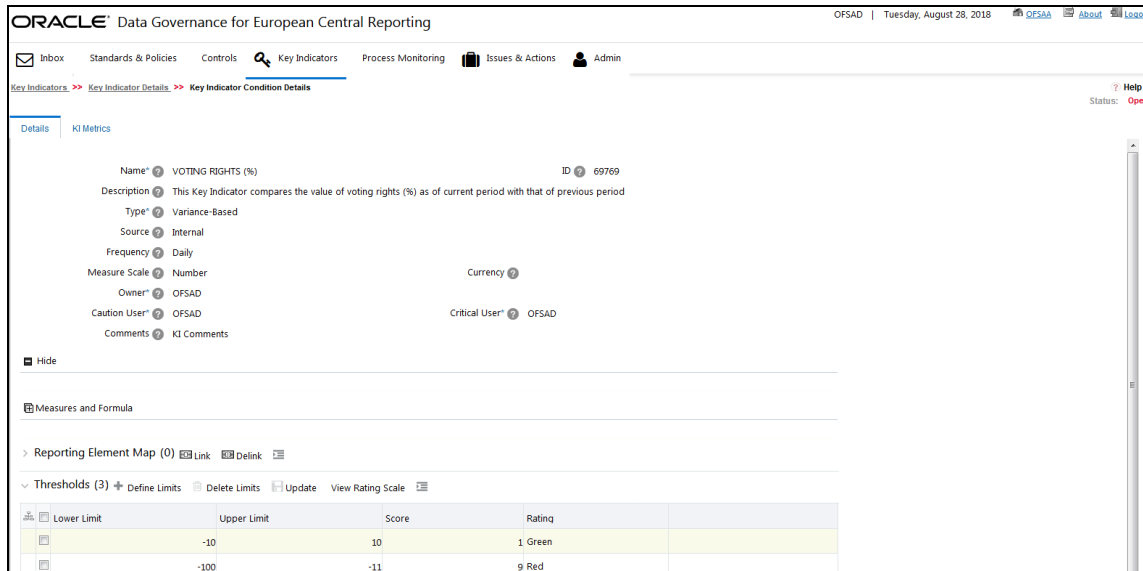 ORACLE® Data Governance for European Central Reporting
OFSAD | Tuesday, August 28, 2018 OFSAA About
Inbox Standards & Policies Controls Key Indicators Process Monitoring Issues & Actions Admin
Key Indicators >> Key Indicator Details >> Key Indicator Condition Details
? Help
Status: Ope
Details KI Metrics
Name* ? VOTING RIGHTS (%) ID ? 69769
Description ? This Key Indicator compares the value of voting rights (%) as of current period with that of previous period
Type* ? Variance-Based
Source ? Internal
Frequency ? Daily
Measure Scale ? Number Currency ?
Owner* ? OFSAD
Caution User* ? OFSAD Critical User* ? OFSAD
Comments ? KI Comments
Hide
Measures and Formula
> Reporting Element Map (0) Link Delink
Thresholds (3) + Define Limits Delete Limits Update View Rating Scale
Lower Limit Upper Limit Score Rating
-10 10 1 Green
-100 -11 9 Red